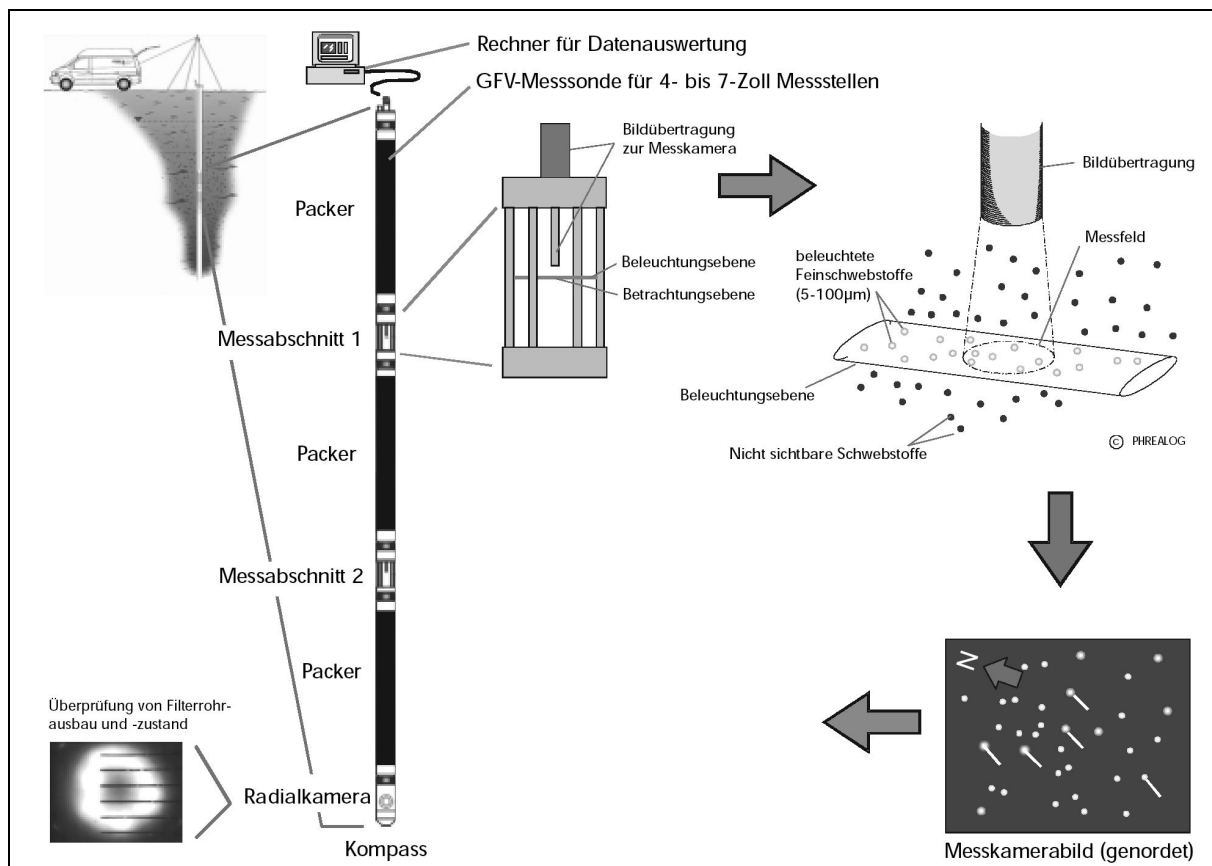 Rechner für Datenauswertung
GFV-Messsonde für 4- bis 7-Zoll Messstellen
Bildübertragung
zur Messkamera
Packer
Beleuchtungsebene
Betrachtungsebene
Messabschnitt 1
Packer
Messabschnitt 2
Packer
Überprüfung von Filterrohr-
ausbau und -zustand
Radialkamera
Kompass
Bildübertragung
Messfeld
beleuchtete
Feinschwebstoffe
(5-100µm)
Beleuchtungsebene
Nicht sichtbare Schwebstoffe
© PHREALOG
N
Messkamerabild (genordet)